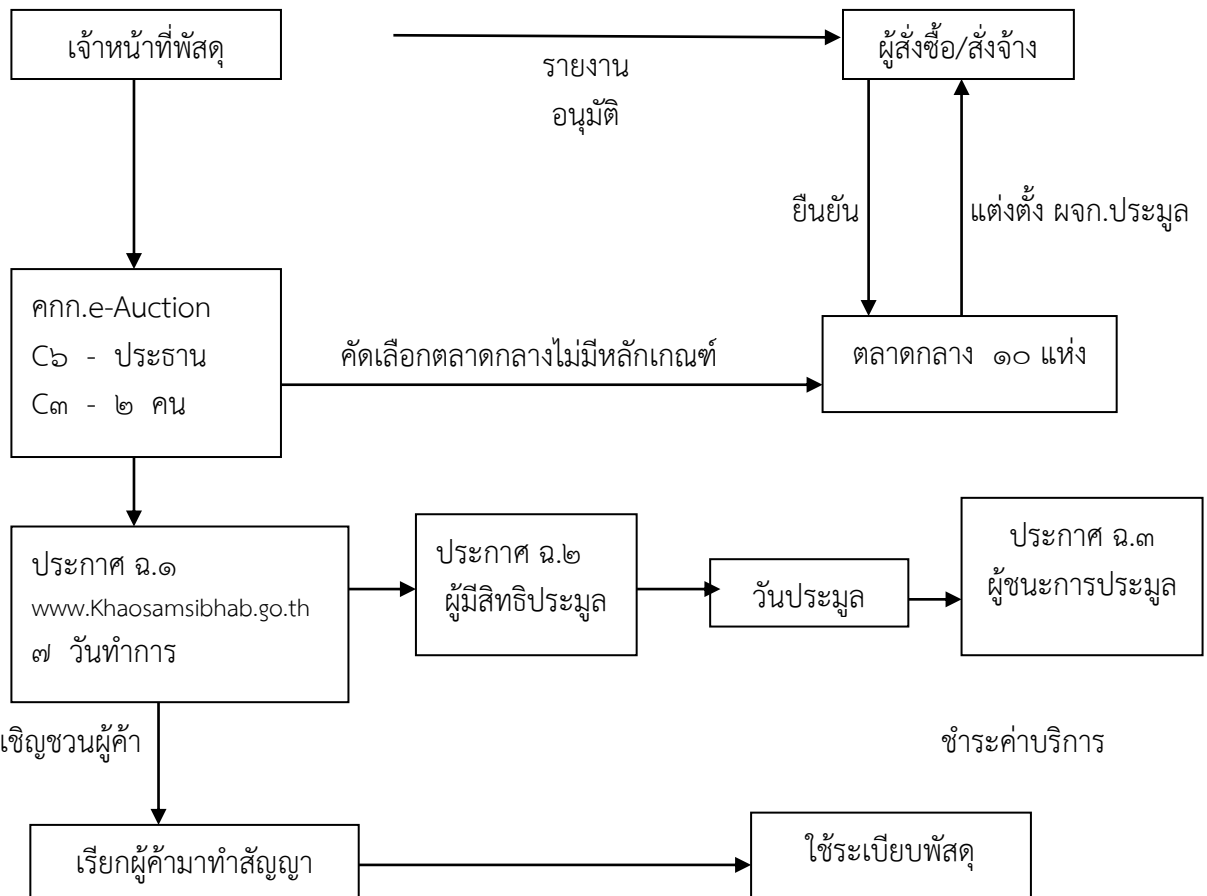 เจ้าหน้าที่พัสดุ
ผู้สั่งซื้อ/สั่งจ้าง
รายงาน
อนุมัติ
ยืนยัน
แต่งตั้ง ผจก.ประมูล
คกก.e-Auction
C๖ - ประธาน
C๓ - ๒ คน
คัดเลือกตลาดกลางไม่มีหลักเกณฑ์
ตลาดกลาง ๑๐ แห่ง
ประกาศ ฉ.๑
www.Khaosamsibhab.go.th
๗ วันทำการ
ประกาศ ฉ.๒
ผู้มีสิทธิประมูล
วันประมูล
ประกาศ ฉ.๓
ผู้ชนะการประมูล
เชิญชวนผู้ค้า
ชำระค่าบริการ
เรียกผู้ค้ามาทำสัญญา
ใช้ระเบียบพัสดุ